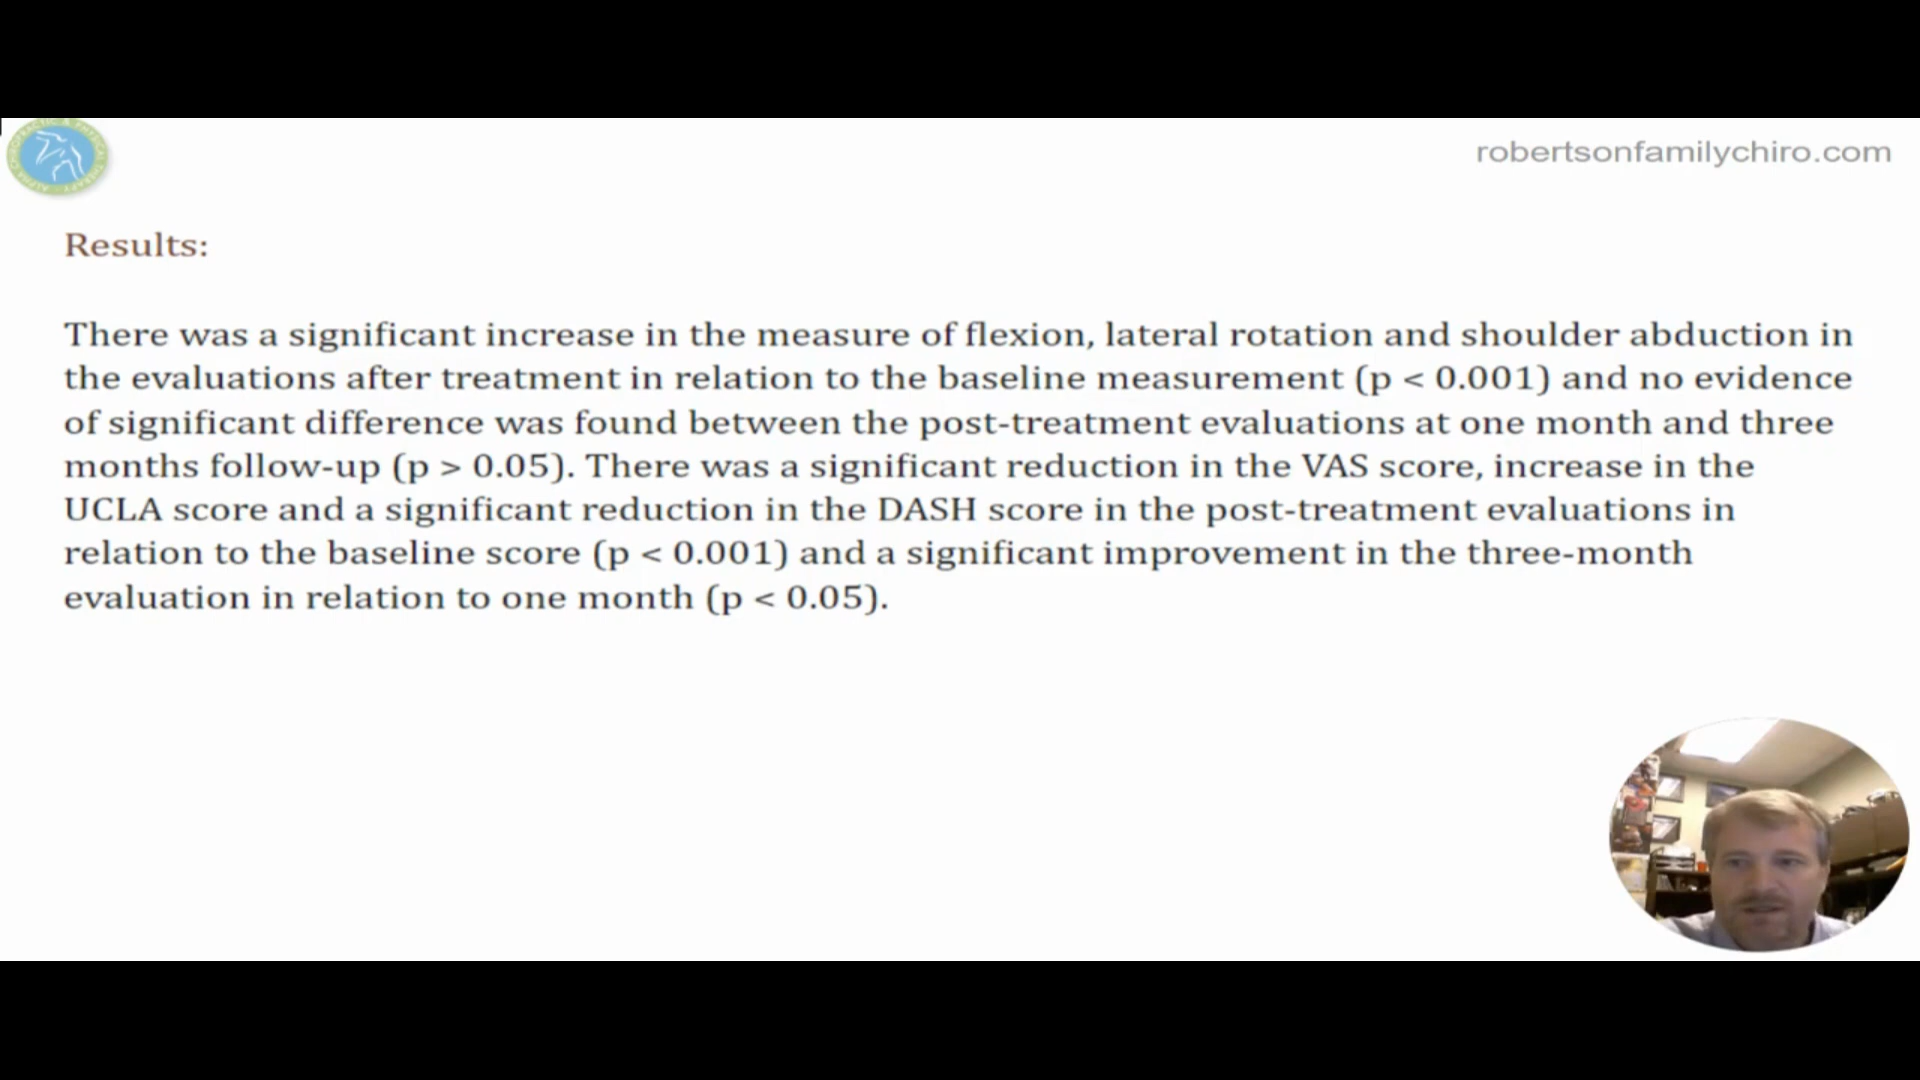 robertsonfamilychiro.com
Results:
There was a significant increase in the measure of flexion, lateral rotation and shoulder abduction in
the evaluations after treatment in relation to the baseline measurement (p < 0.001) and no evidence
of significant difference was found between the post-treatment evaluations at one month and three
months follow-up (p > 0.05). There was a significant reduction in the VAS score, increase in the
UCLA score and a significant reduction in the DASH score in the post-treatment evaluations in
relation to the baseline score (p < 0.001) and a significant improvement in the three-month
evaluation in relation to one month (p < 0.05).